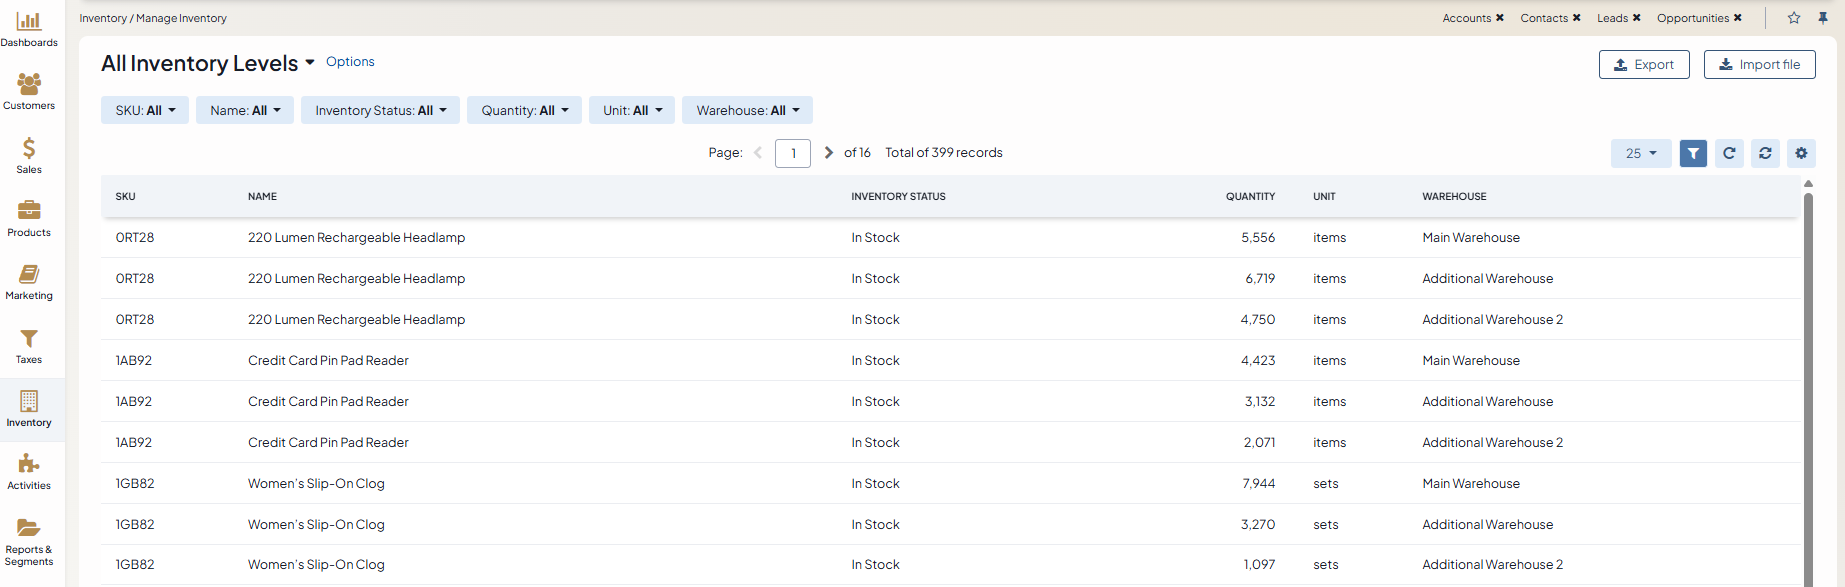 Dashboards
Customers
Sales
Products
Marketing
Taxes
Inventory
Activities
Reports &
Segments
Inventory / Manage Inventory
Accounts ✖ Contacts ✖ Leads ✖ Opportunities ✖
All Inventory Levels Options
Export Import file
SKU: All Name: All Inventory Status: All Quantity: All Unit: All Warehouse: All
Page: 1 of 16 Total of 399 records
25
SKU NAME INVENTORY STATUS QUANTITY UNIT WAREHOUSE
0RT28 220 Lumen Rechargeable Headlamp In Stock 5,556 items Main Warehouse
0RT28 220 Lumen Rechargeable Headlamp In Stock 6,719 items Additional Warehouse
0RT28 220 Lumen Rechargeable Headlamp In Stock 4,750 items Additional Warehouse 2
1AB92 Credit Card Pin Pad Reader In Stock 4,423 items Main Warehouse
1AB92 Credit Card Pin Pad Reader In Stock 3,132 items Additional Warehouse
1AB92 Credit Card Pin Pad Reader In Stock 2,071 items Additional Warehouse 2
1GB82 Women's Slip-On Clog In Stock 7,944 sets Main Warehouse
1GB82 Women's Slip-On Clog In Stock 3,270 sets Additional Warehouse
1GB82 Women's Slip-On Clog In Stock 1,097 sets Additional Warehouse 2